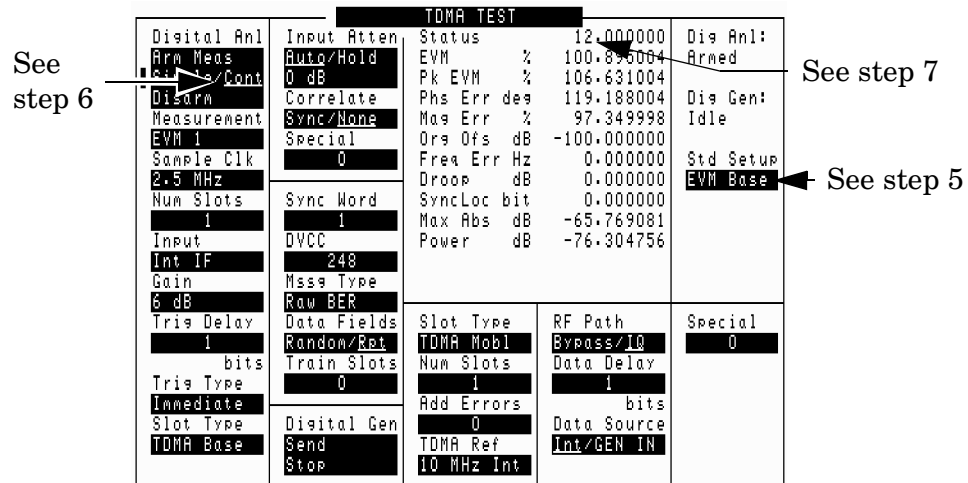 TDMA TEST
See
step 6
Digital Anl
Arm Meas
Single/Cont
Disarm
Measurement
EVM 1
Sample Clk
2.5 MHz
Num Slots
1
Input
Int IF
Gain
6 dB
Trig Delay
1
bits
Trig Type
Immediate
Slot Type
TDMA Base
Input Atten
Auto/Hold
0 dB
Correlate
Sync/None
Special
0
Sync Word
1
DVCC
248
Mssg Type
Raw BER
Data Fields
Random/Rpt
Train Slots
0
Digital Gen
Send
Stop
Status 12.000000
EVM % 100.896004
Pk EVM % 106.631004
Phs Err deg 119.188004
Mag Err % 97.349998
Org Ofs dB -100.000000
Freq Err Hz 0.000000
Droop dB 0.000000
SyncLoc bit 0.000000
Max Abs dB -65.769081
Power dB -76.304756
Slot Type
TDMA Mobl
Num Slots
1
Add Errors
0
TDMA Ref
10 MHz Int
RF Path
Bypass/IQ
Data Delay
1
bits
Data Source
Int/GEN IN
Dig Anl:
Armed
Dig Gen:
Idle
Std Setup
EVM Base
Special
0
See step 7
See step 5